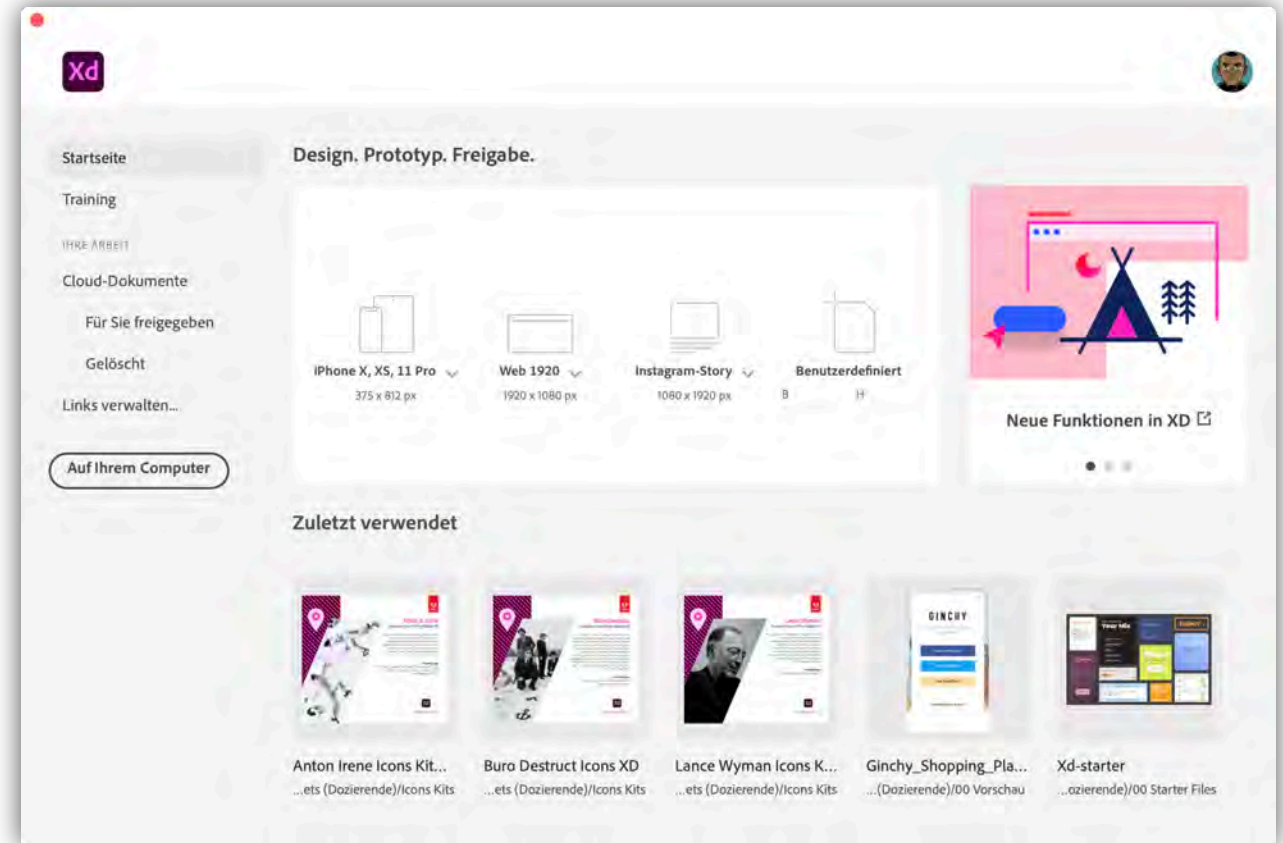 Xd
Startseite
Training
IHRE ARBEIT
Cloud-Dokumente
Für Sie freigegeben
Gelöscht
Links verwalten...
Auf Ihrem Computer
Design. Prototyp. Freigabe.
iPhone X, XS, 11 Pro
375 x 812 px
Web 1920
1920 x 1080 px
Instagram-Story
1080 x 1920 px
Benutzerdefiniert
B H
Neue Funktionen in XD
Zuletzt verwendet
GINCHY
Anton Irene Icons Kit...
...ets (Dozierende)/Icons Kits
Buro Destruct Icons XD
...ets (Dozierende)/Icons Kits
Lance Wyman Icons K...
...ets (Dozierende)/Icons Kits
Ginchy_Shopping_Pla...
...(Dozierende)/00 Vorschau
Xd-starter
...ozierende)/00 Starter Files